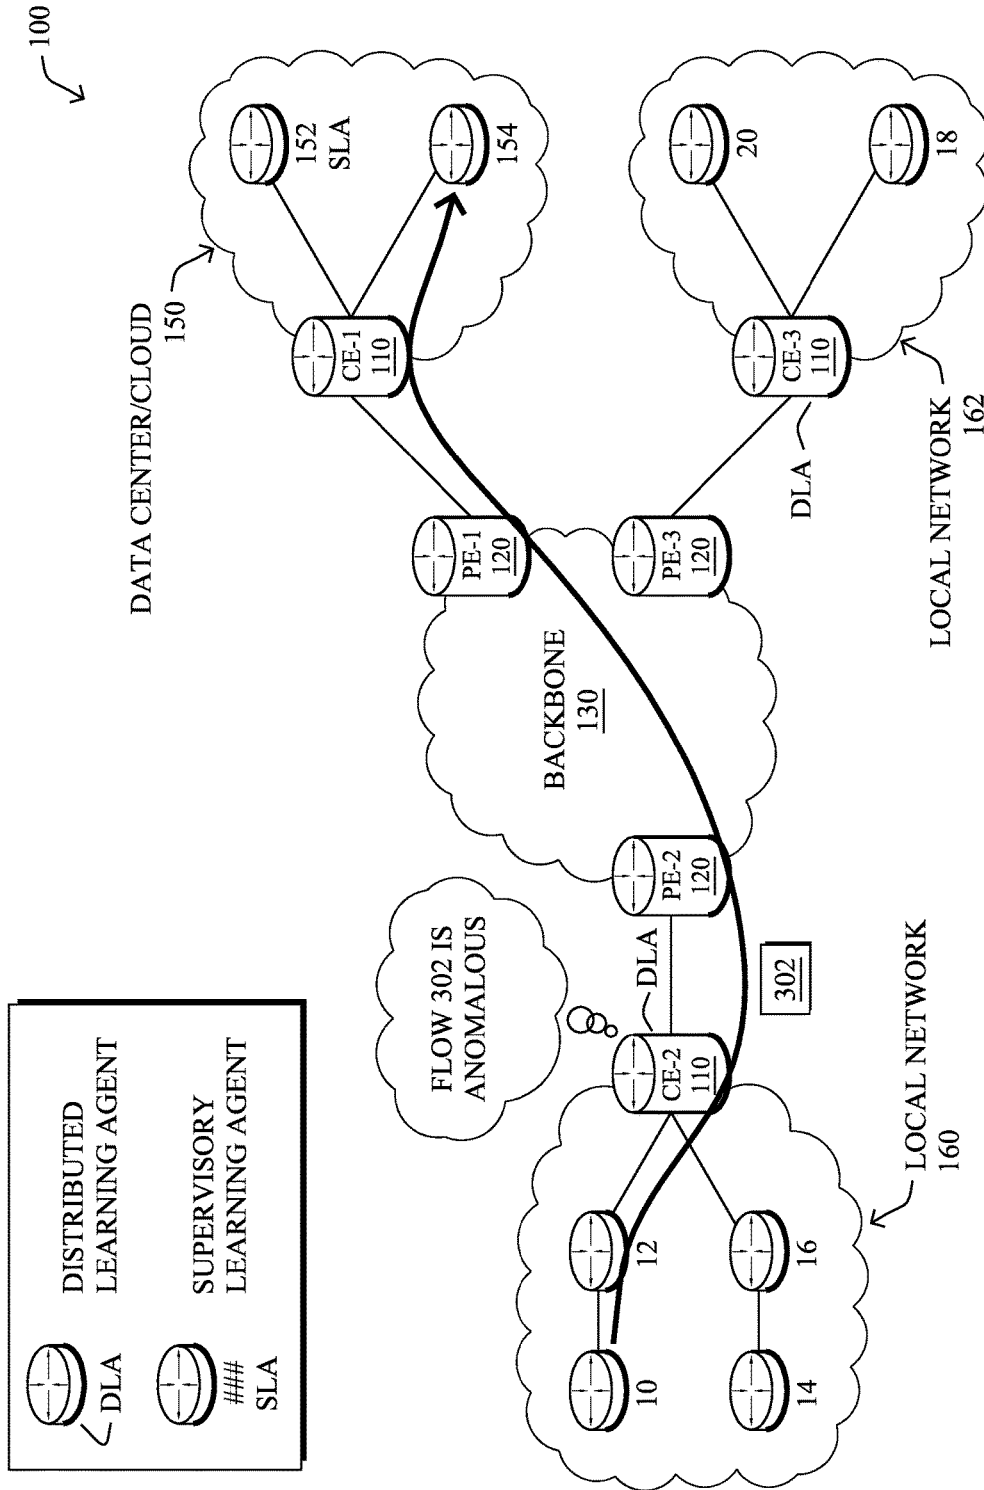 100
DISTRIBUTED
LEARNING AGENT
DLA
SUPERVISORY
LEARNING AGENT
###
SLA
DATA CENTER/CLOUD
150
152
SLA
154
CE-1
110
PE-1
120
BACKBONE
130
FLOW 302 IS
ANOMALOUS
DLA
CE-2
110
PE-2
120
302
PE-3
120
DLA
CE-3
110
20
18
LOCAL NETWORK
162
10
12
14
16
LOCAL NETWORK
160